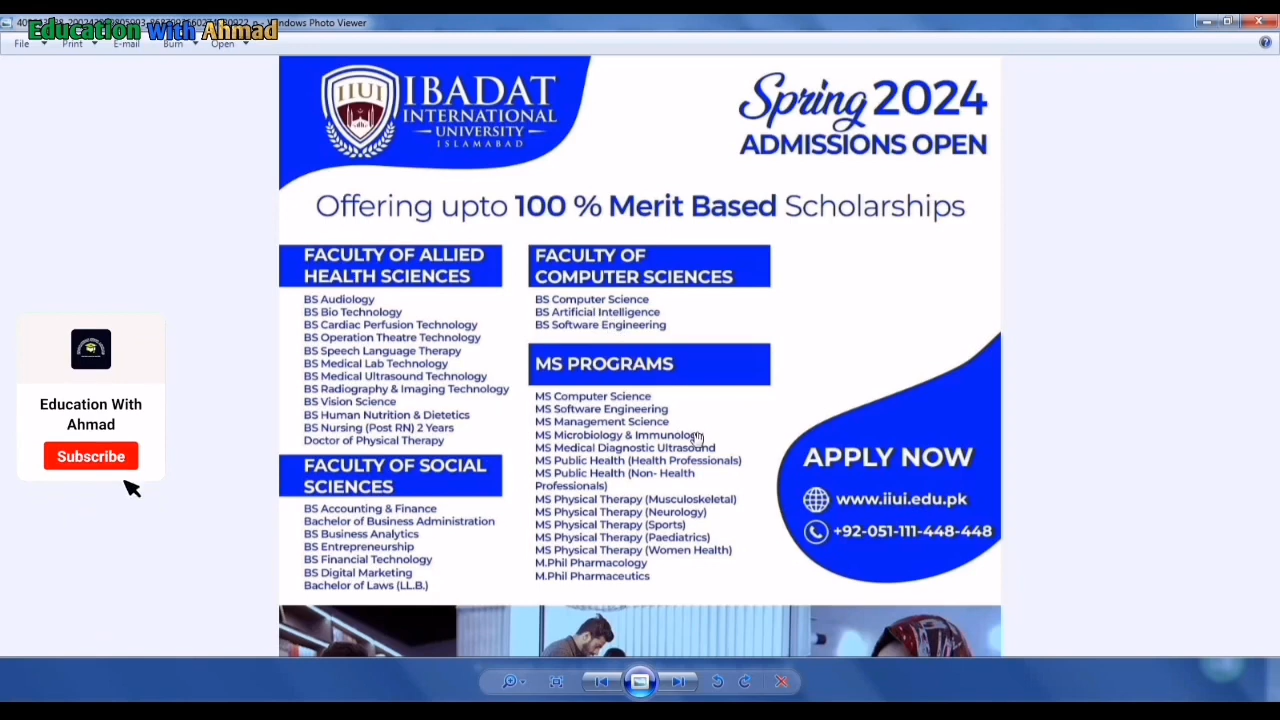 Windows Photo Viewer
Education With Ahmad
File Print E-mail Burn Open
IIUI
IBADAT
INTERNATIONAL
UNIVERSITY
ISLAMABAD
Spring 2024
ADMISSIONS OPEN
Offering upto 100 % Merit Based Scholarships
FACULTY OF ALLIED
HEALTH SCIENCES
BS Audiology
BS Bio Technology
BS Cardiac Perfusion Technology
BS Operation Theatre Technology
BS Speech Language Therapy
BS Medical Lab Technology
BS Medical Ultrasound Technology
BS Radiography & Imaging Technology
BS Vision Science
BS Human Nutrition & Dietetics
BS Nursing (Post RN) 2 Years
Doctor of Physical Therapy
FACULTY OF SOCIAL
SCIENCES
BS Accounting & Finance
Bachelor of Business Administration
BS Business Analytics
BS Entrepreneurship
BS Financial Technology
BS Digital Marketing
Bachelor of Laws (LL.B.)
FACULTY OF
COMPUTER SCIENCES
BS Computer Science
BS Artificial Intelligence
BS Software Engineering
MS PROGRAMS
MS Computer Science
MS Software Engineering
MS Management Science
MS Microbiology & Immunology
MS Medical Diagnostic Ultrasound
MS Public Health (Health Professionals)
MS Public Health (Non- Health
Professionals)
MS Physical Therapy (Musculoskeletal)
MS Physical Therapy (Neurology)
MS Physical Therapy (Sports)
MS Physical Therapy (Paediatrics)
MS Physical Therapy (Women Health)
M.Phil Pharmacology
M.Phil Pharmaceutics
APPLY NOW
www.iiui.edu.pk
+92-051-111-448-448
Education With
Ahmad
Subscribe